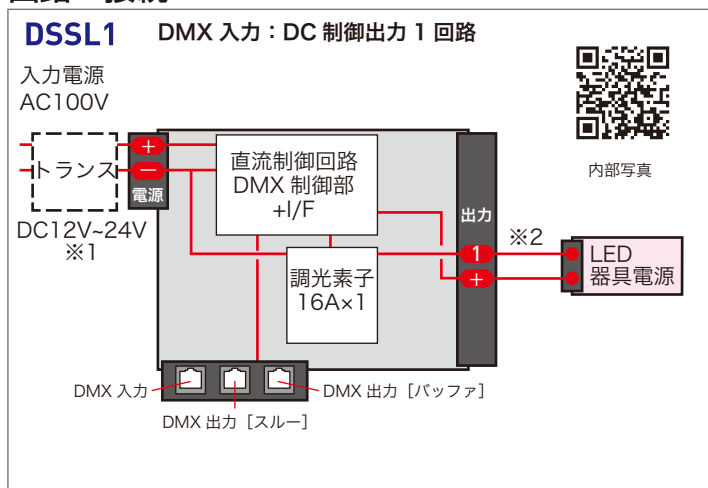 DSSL1 DMX 入力：DC 制御出力 1 回路
入力電源
AC100V
トランス
DC12V~24V
※1
＋
－
電源
直流制御回路
DMX 制御部
+I/F
調光素子
16A×1
出力
1
＋
※2
LED
器具電源
内部写真
DMX 入力
DMX 出力［スルー］
DMX 出力［バッファ］